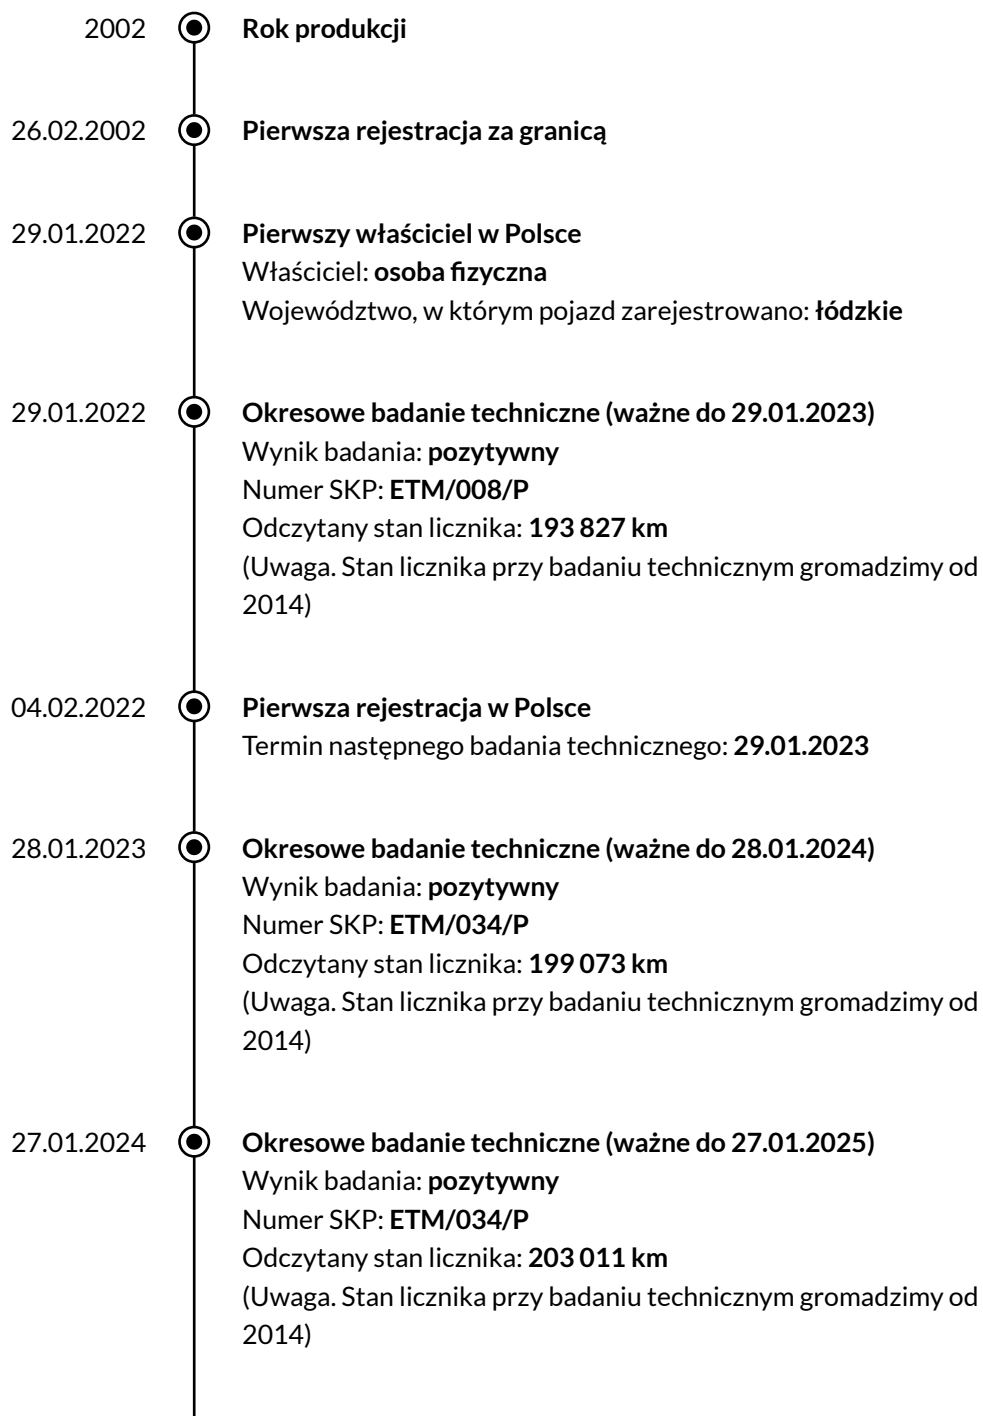 2002 Rok produkcji
26.02.2002 Pierwsza rejestracja za granicą
29.01.2022 Pierwszy właściciel w Polsce
Właściciel: osoba fizyczna
Województwo, w którym pojazd zarejestrowano: łódzkie
29.01.2022 Okresowe badanie techniczne (ważne do 29.01.2023)
Wynik badania: pozytywny
Numer SKP: ETM/008/P
Odczytany stan licznika: 193 827 km
(Uwaga. Stan licznika przy badaniu technicznym gromadzimy od
2014)
04.02.2022 Pierwsza rejestracja w Polsce
Termin następnego badania technicznego: 29.01.2023
28.01.2023 Okresowe badanie techniczne (ważne do 28.01.2024)
Wynik badania: pozytywny
Numer SKP: ETM/034/P
Odczytany stan licznika: 199 073 km
(Uwaga. Stan licznika przy badaniu technicznym gromadzimy od
2014)
27.01.2024 Okresowe badanie techniczne (ważne do 27.01.2025)
Wynik badania: pozytywny
Numer SKP: ETM/034/P
Odczytany stan licznika: 203 011 km
(Uwaga. Stan licznika przy badaniu technicznym gromadzimy od
2014)